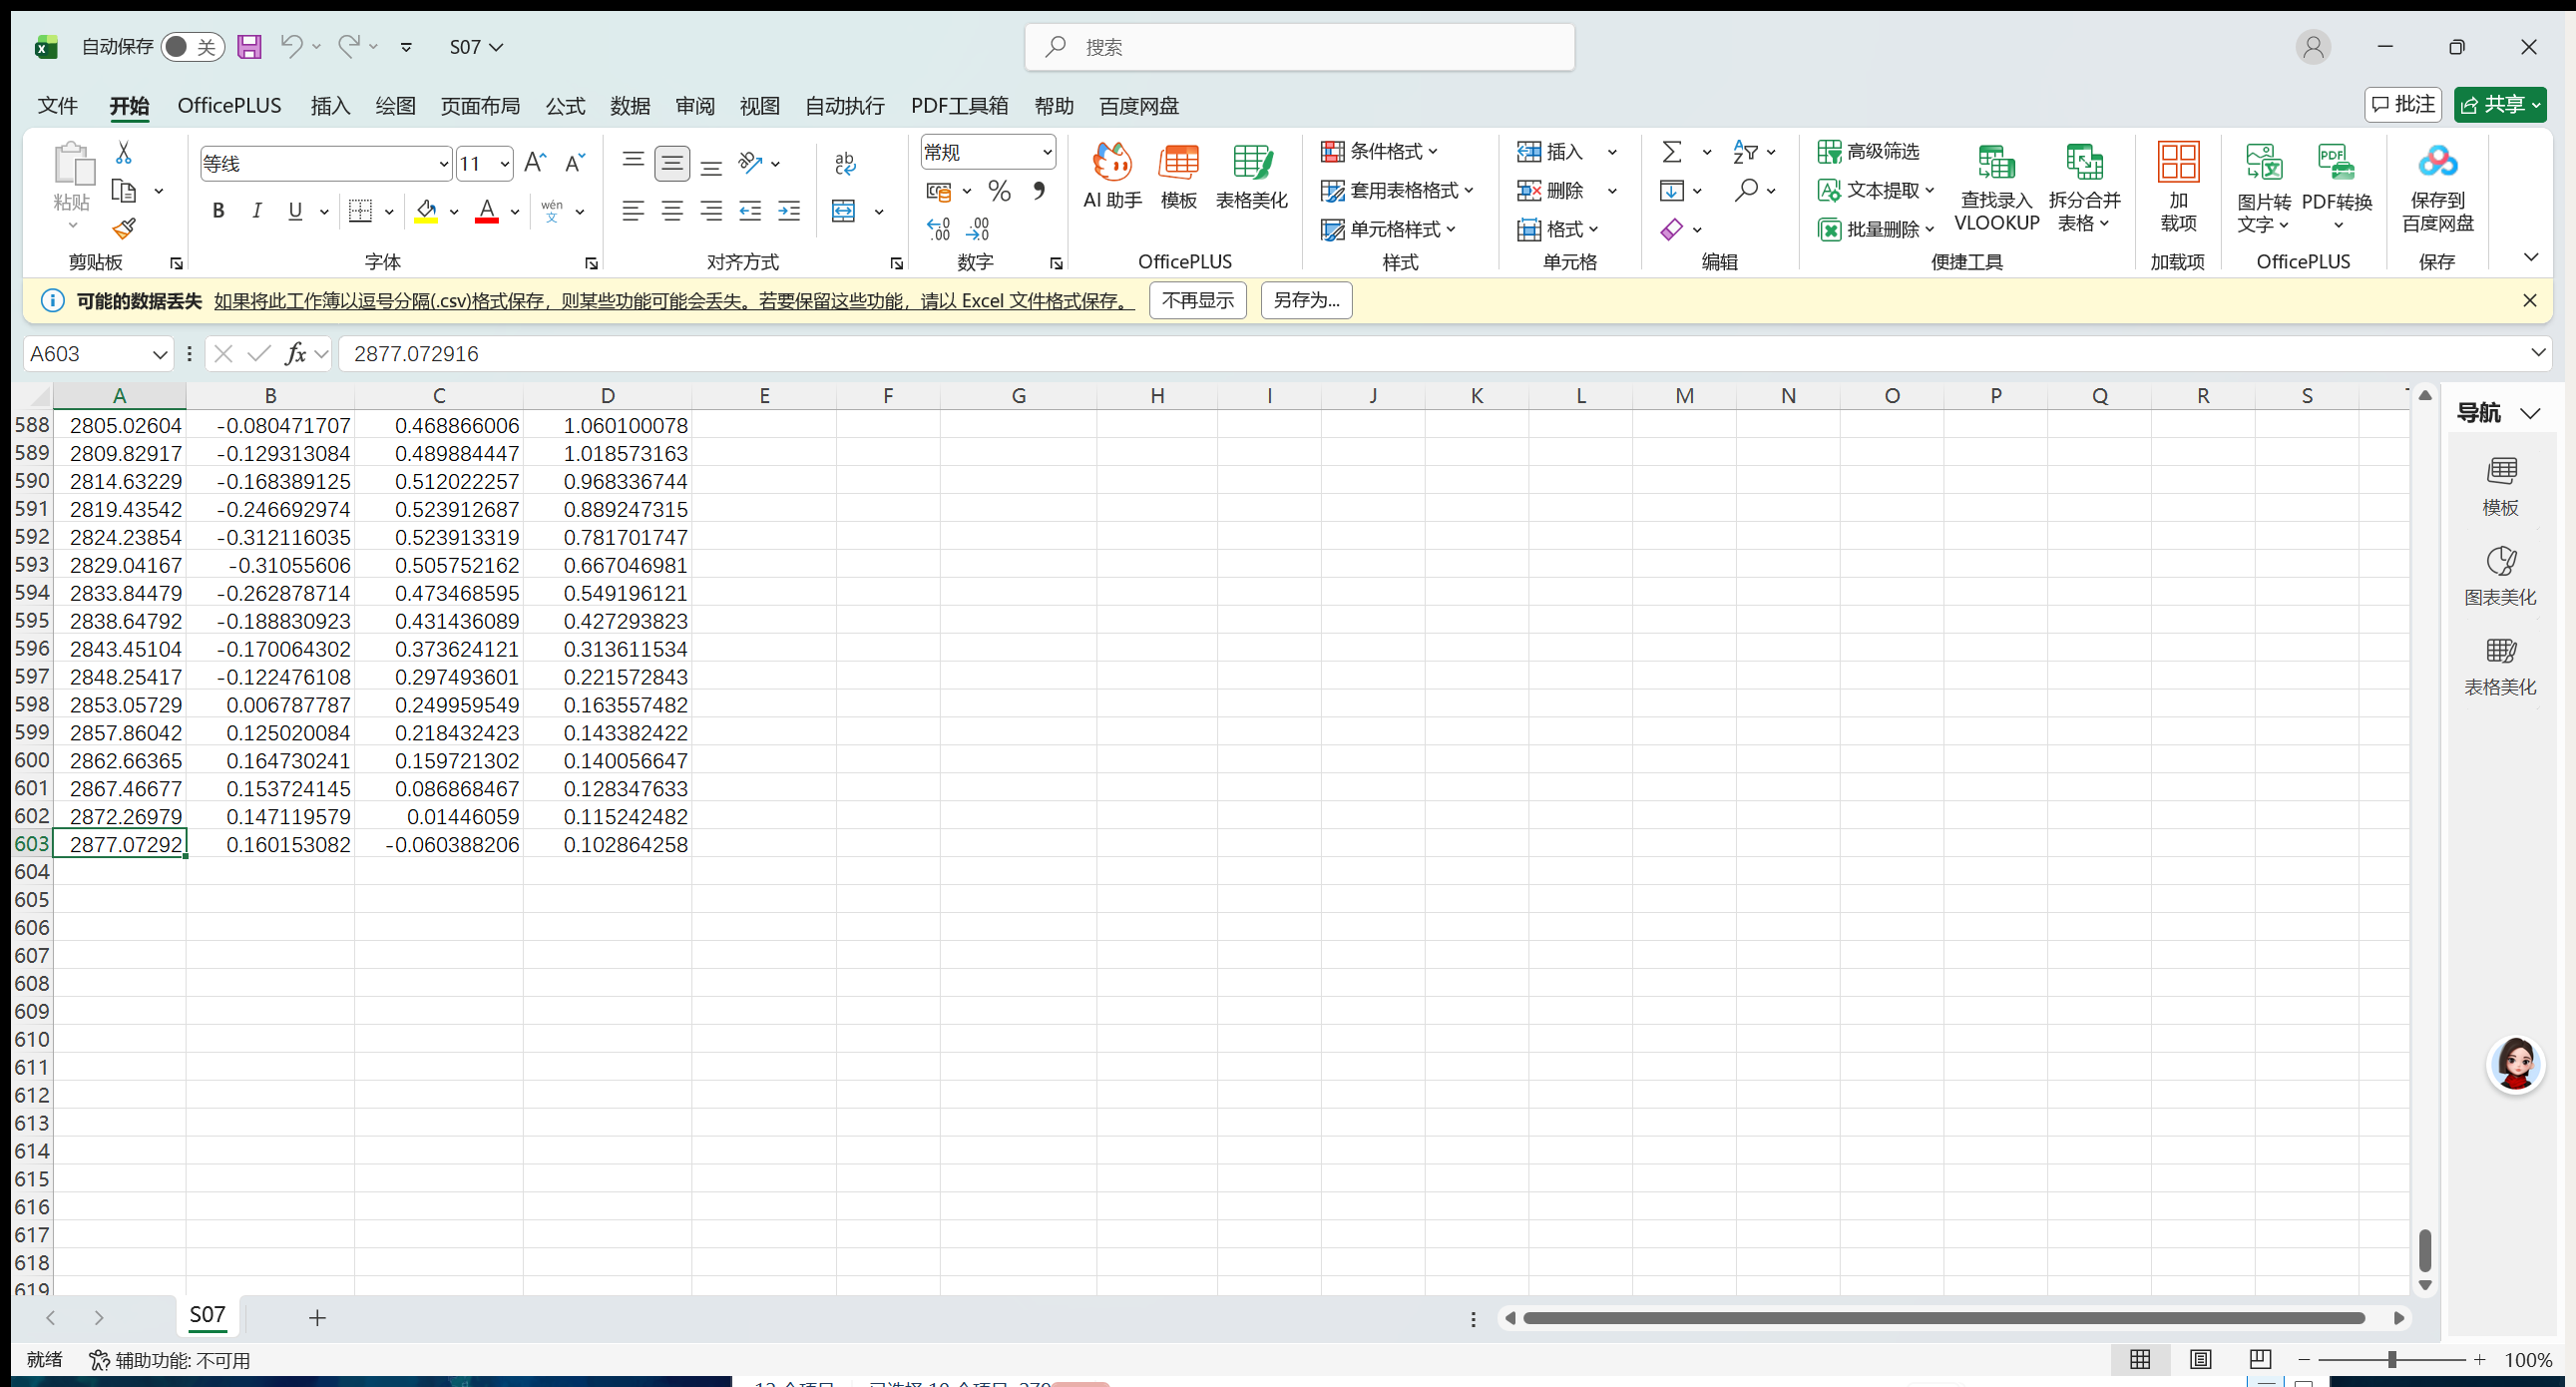 自动保存 关 S07 搜索
文件 开始 OfficePLUS 插入 绘图 页面布局 公式 数据 审阅 视图 自动执行 PDF工具箱 帮助 百度网盘 批注 共享
粘贴 等线 11 常规 AI 助手 模板 表格美化 条件格式 套用表格格式 单元格样式 插入 删除 格式 高级筛选 文本提取 批量删除 查找录入 VLOOKUP 拆分合并 表格 加 载项 图片转 文字 PDF转换 保存到 百度网盘
剪贴板 字体 对齐方式 数字 OfficePLUS 样式 单元格 编辑 便捷工具 加载项 OfficePLUS 保存
可能的数据丢失 如果将此工作簿以逗号分隔(.csv)格式保存，则某些功能可能会丢失。若要保留这些功能，请以 Excel 文件格式保存。 不再显示 另存为...
A603 fx 2877.072916
A B C D E F G H I J K L M N O P Q R S
588 2805.02604 -0.080471707 0.468866006 1.060100078
589 2809.82917 -0.129313084 0.489884447 1.018573163
590 2814.63229 -0.168389125 0.512022257 0.968336744
591 2819.43542 -0.246692974 0.523912687 0.889247315
592 2824.23854 -0.312116035 0.523913319 0.781701747
593 2829.04167 -0.31055606 0.505752162 0.667046981
594 2833.84479 -0.262878714 0.473468595 0.549196121
595 2838.64792 -0.188830923 0.431436089 0.427293823
596 2843.45104 -0.170064302 0.373624121 0.313611534
597 2848.25417 -0.122476108 0.297493601 0.221572843
598 2853.05729 0.006787787 0.249959549 0.163557482
599 2857.86042 0.125020084 0.218432423 0.143382422
600 2862.66365 0.164730241 0.159721302 0.140056647
601 2867.46677 0.153724145 0.086868467 0.128347633
602 2872.26979 0.147119579 0.01446059 0.115242482
603 2877.07292 0.160153082 -0.060388206 0.102864258
604
605
606
607
608
609
610
611
612
613
614
615
616
617
618
619
导航
模板
图表美化
表格美化
S07
就绪 辅助功能: 不可用 100%